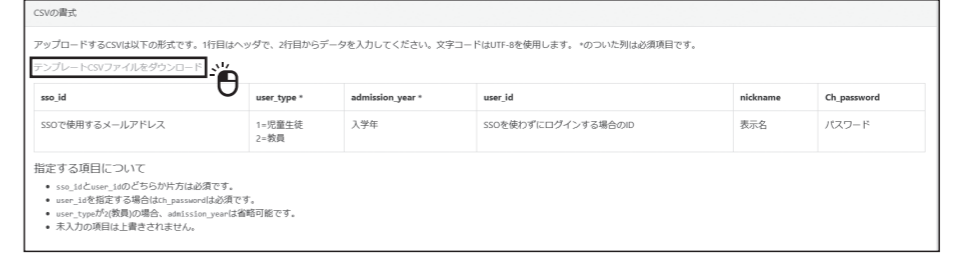 CSVの書式
アップロードするCSVは以下の形式です。1行目はヘッダで、2行目からデータを入力してください。文字コードはUTF-8を使用します。 *のついた列は必須項目です。
テンプレートCSVファイルをダウンロード
sso_id user_type * admission_year * user_id nickname Ch_password
SSOで使用するメールアドレス 1=児童生徒 入学年 SSOを使わずにログインする場合のID 表示名 パスワード
2=教員
指定する項目について
• sso_idとuser_idのどちらか片方は必須です。
• user_idを指定する場合はCh_passwordは必須です。
• user_typeが2(教員)の場合、admission_yearは省略可能です。
• 未入力の項目は上書きされません。